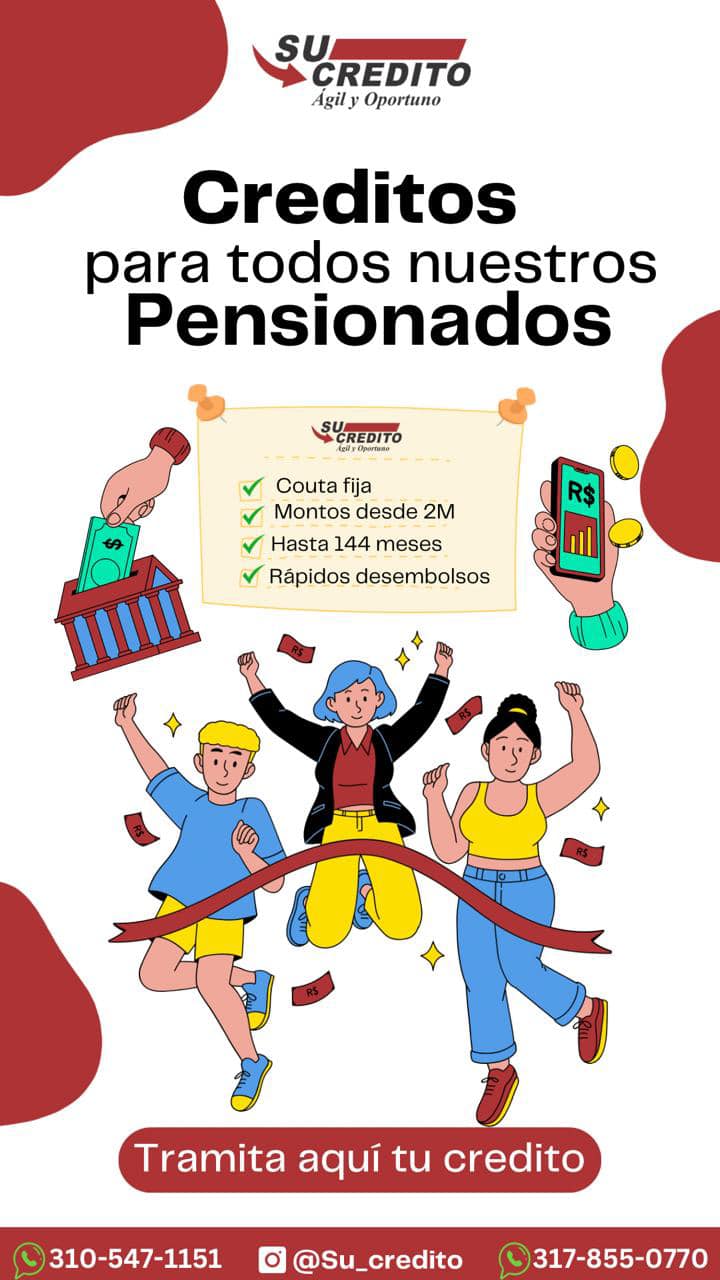 SU
CREDITO
Ágil y Oportuno
Creditos
para todos nuestros
Pensionados
SU
CREDITO
Ágil y Oportuno
Couta fija
Montos desde 2M
Hasta 144 meses
Rápidos desembolsos
$
R$
R$
R$
R$
R$
R$
Tramita aquí tu credito
310-547-1151 @Su_credito 317-855-0770